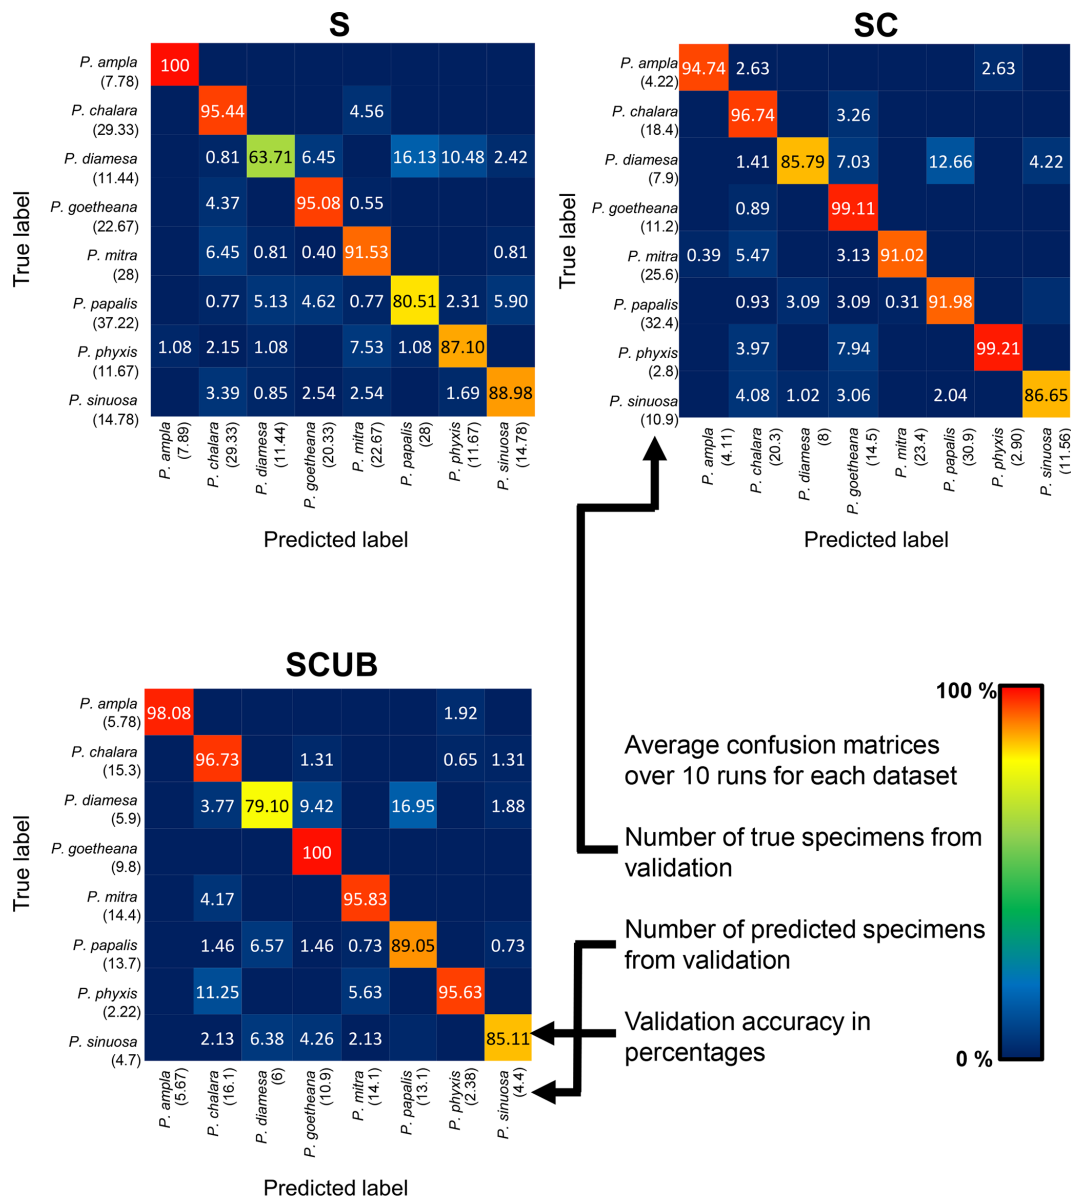 S
True label
P. ampla
(7.78)
100
P. chalara
(29.33)
95.44 4.56
P. diamesa
(11.44)
0.81 63.71 6.45 16.13 10.48 2.42
P. goetheana
(22.67)
4.37 95.08 0.55
P. mitra
(28)
6.45 0.81 0.40 91.53 0.81
P. papalis
(37.22)
0.77 5.13 4.62 0.77 80.51 2.31 5.90
P. phyxis
(11.67)
1.08 2.15 1.08 7.53 1.08 87.10
P. sinuosa
(14.78)
3.39 0.85 2.54 2.54 1.69 88.98
P. ampla
(7.89)
P. chalara
(29.33)
P. diamesa
(11.44)
P. goetheana
(20.33)
P. mitra
(22.67)
P. papalis
(28)
P. phyxis
(11.67)
P. sinuosa
(14.78)
Predicted label
SC
True label
P. ampla
(4.22)
94.74 2.63 2.63
P. chalara
(18.4)
96.74 3.26
P. diamesa
(7.9)
1.41 85.79 7.03 12.66 4.22
P. goetheana
(11.2)
0.89 99.11
P. mitra
(25.6)
0.39 5.47 3.13 91.02
P. papalis
(32.4)
0.93 3.09 3.09 0.31 91.98
P. phyxis
(2.8)
3.97 7.94 99.21
P. sinuosa
(10.9)
4.08 1.02 3.06 2.04 86.65
P. ampla
(4.11)
P. chalara
(20.3)
P. diamesa
(8)
P. goetheana
(14.5)
P. mitra
(23.4)
P. papalis
(30.9)
P. phyxis
(2.90)
P. sinuosa
(11.56)
Predicted label
SCUB
True label
P. ampla
(5.78)
98.08 1.92
P. chalara
(15.3)
96.73 1.31 0.65 1.31
P. diamesa
(5.9)
3.77 79.10 9.42 16.95 1.88
P. goetheana
(9.8)
100
P. mitra
(14.4)
4.17 95.83
P. papalis
(13.7)
1.46 6.57 1.46 0.73 89.05 0.73
P. phyxis
(2.22)
11.25 5.63 95.63
P. sinuosa
(4.7)
2.13 6.38 4.26 2.13 85.11
P. ampla
(5.67)
P. chalara
(16.1)
P. diamesa
(6)
P. goetheana
(10.9)
P. mitra
(14.1)
P. papalis
(13.1)
P. phyxis
(2.38)
P. sinuosa
(4.4)
Predicted label
Average confusion matrices
over 10 runs for each dataset
Number of true specimens from
validation
Number of predicted specimens
from validation
Validation accuracy in
percentages
100 %
0 %